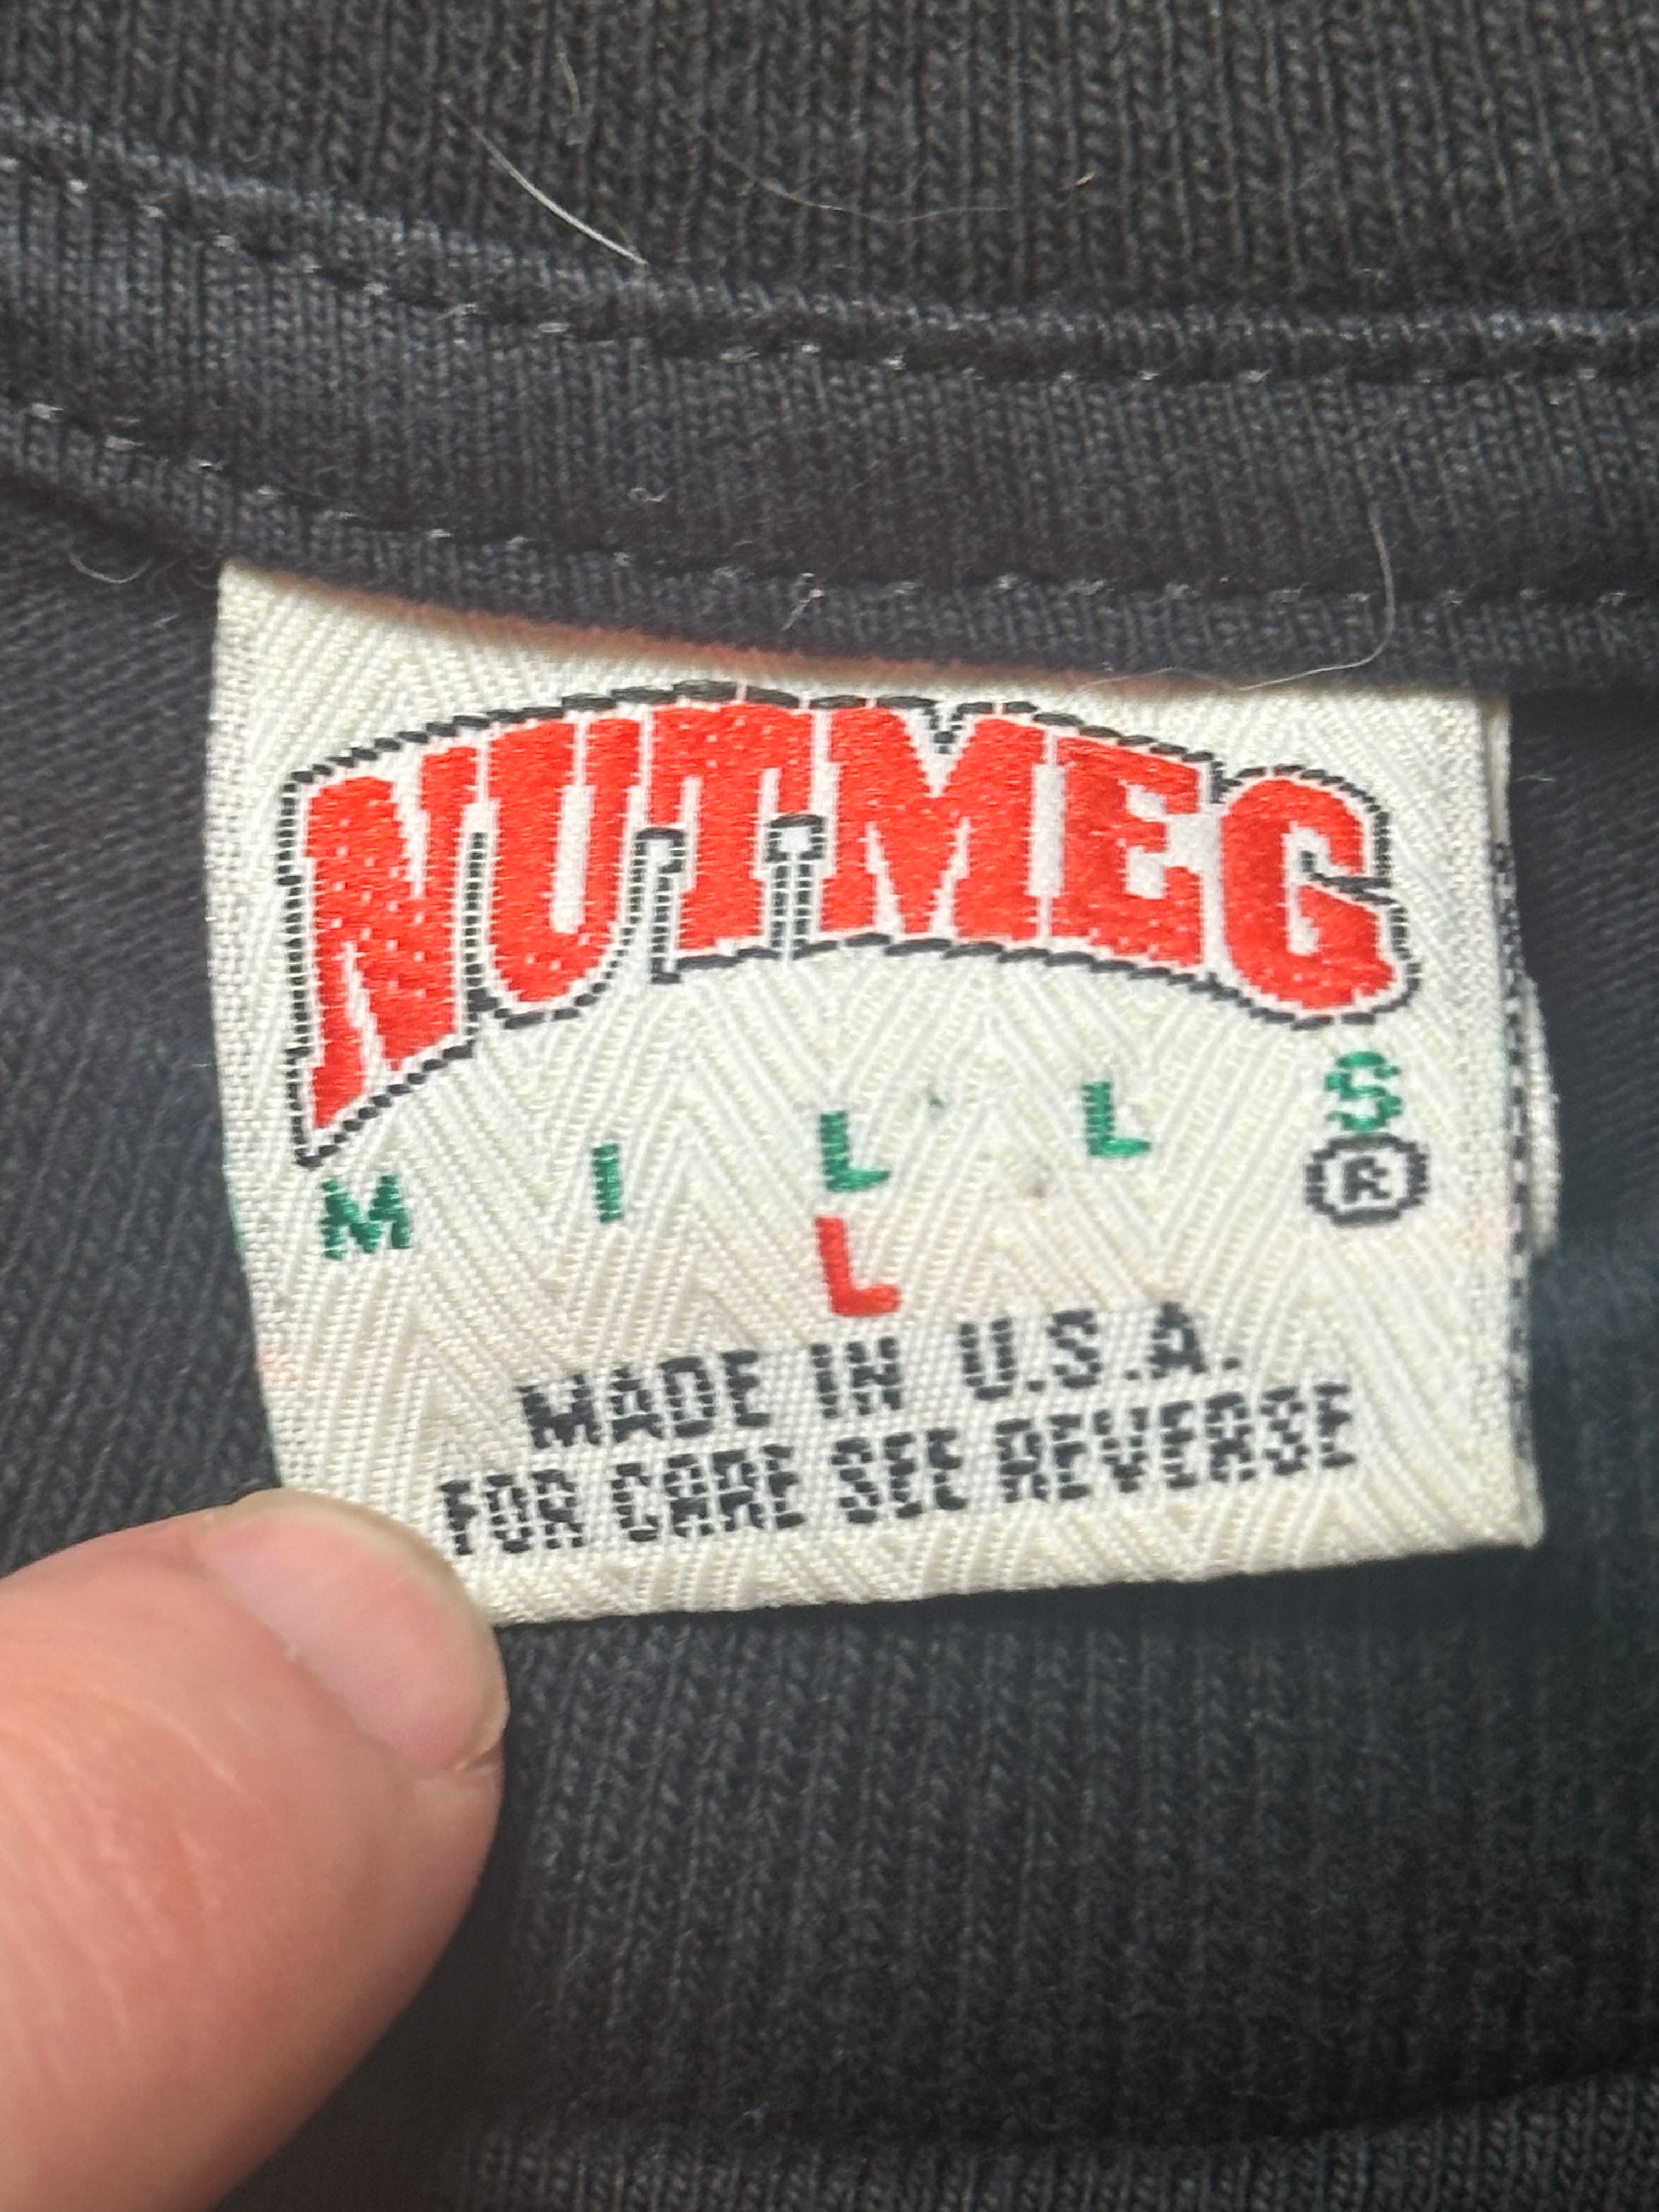 NUTMEG
MILLS
®
L
MADE IN U.S.A.
FOR CARE SEE REVERSE